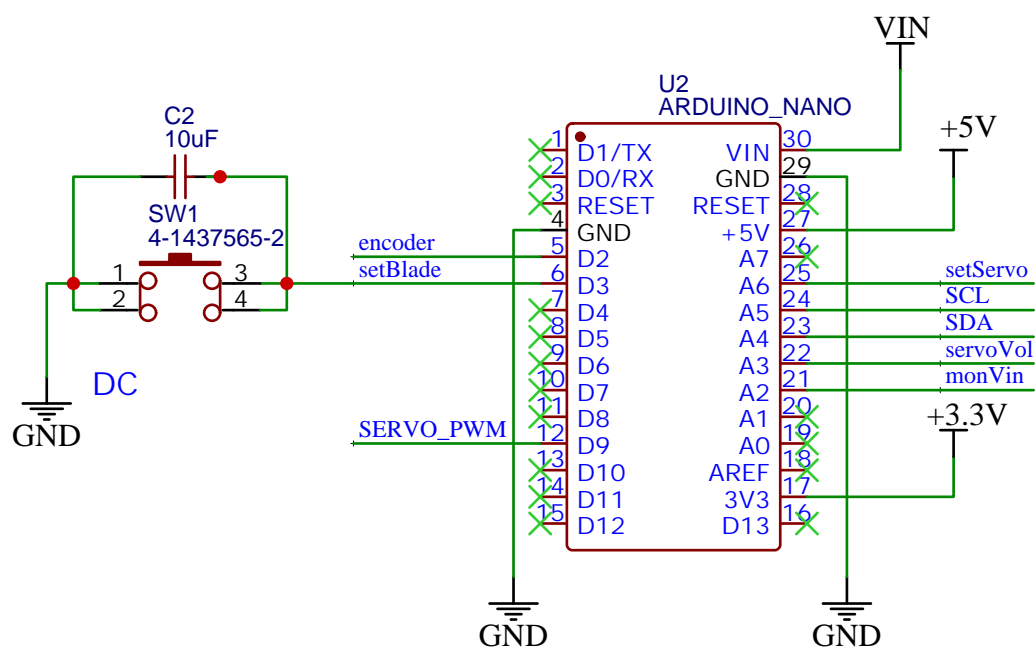 VIN
U2
ARDUINO_NANO
+5V
C2
10uF
SW1
4-1437565-2
1 3
2 4
DC
GND
encoder
setBlade
SERVO_PWM
1 D1/TX VIN 30
2 D0/RX GND 29
3 RESET RESET 28
4 GND +5V 27
5 D2 A7 26
6 D3 A6 25
7 D4 A5 24
8 D5 A4 23
9 D6 A3 22
10 D7 A2 21
11 D8 A1 20
12 D9 A0 19
13 D10 AREF 18
14 D11 3V3 17
15 D12 D13 16
setServo
SCL
SDA
servoVol
monVin
+3.3V
GND
GND